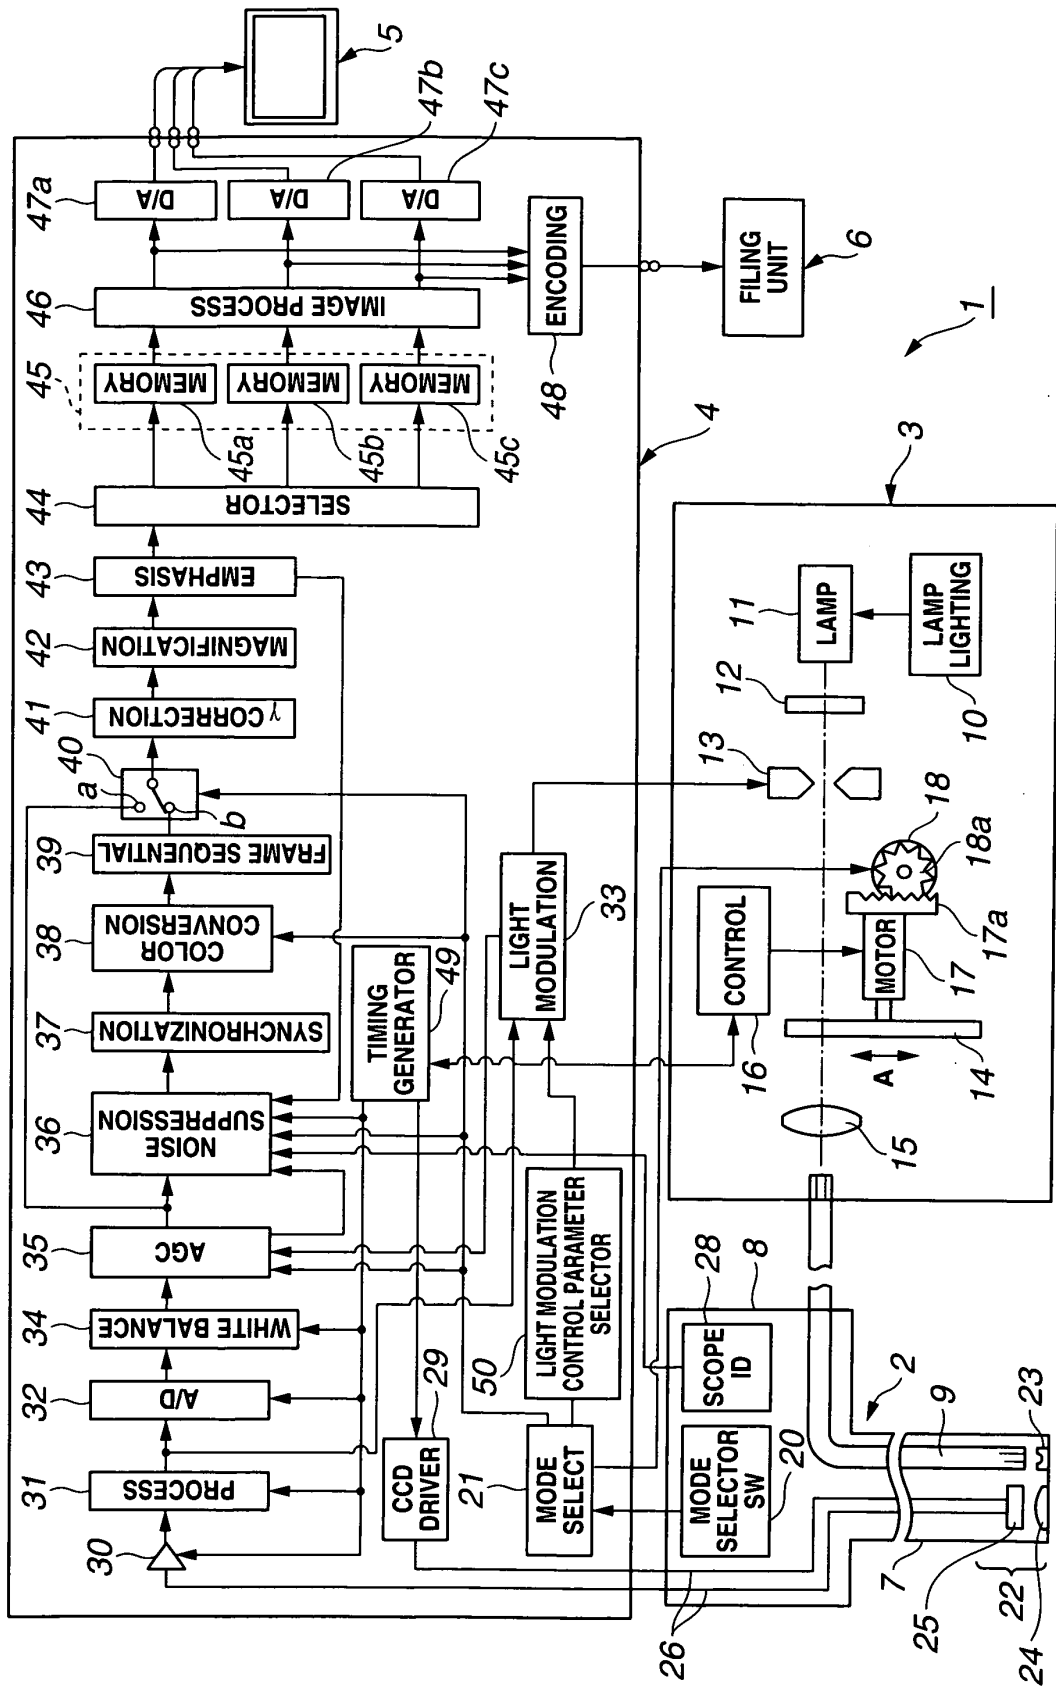 30
31
PROCESS
32
A/D
34
WHITE BALANCE
35
AGC
36
NOISE
SUPPRESSION
37
SYNCHRONIZATION
38
COLOR
CONVERSION
39
FRAME SEQUENTIAL
40
a
b
41
γ CORRECTION
42
MAGNIFICATION
43
EMPHASIS
44
SELECTOR
45
MEMORY
45a
MEMORY
45b
MEMORY
45c
46
IMAGE PROCESS
47a
D/A
D/A
47b
D/A
47c
5
CCD
DRIVER
29
TIMING
GENERATOR
49
LIGHT
MODULATION
33
ENCODING
48
21
MODE
SELECT
50
LIGHT MODULATION
CONTROL PARAMETER
SELECTOR
4
FILING
UNIT
6
1
26
MODE
SELECTOR
SW
20
SCOPE
ID
28
8
2
7
9
25
22
24
23
3
CONTROL
16
15
A
14
MOTOR
17
17a
18
18a
13
12
11
LAMP
LAMP
LIGHTING
10